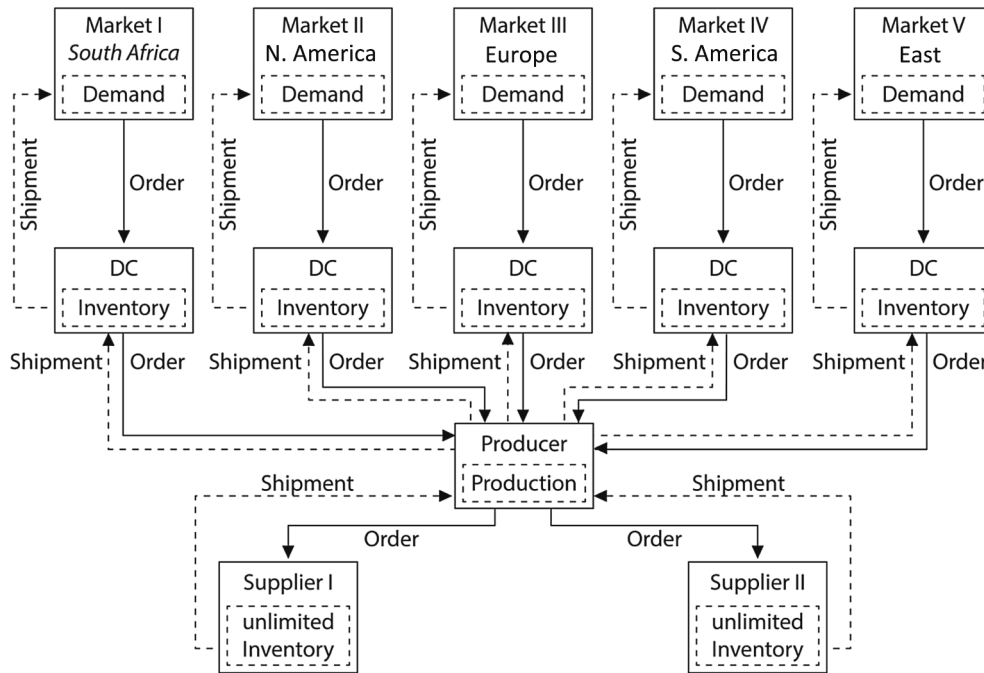 Market I
South Africa
Demand
Market II
N. America
Demand
Market III
Europe
Demand
Market IV
S. America
Demand
Market V
East
Demand
Shipment
Order
Shipment
Order
Shipment
Order
Shipment
Order
Shipment
Order
DC
Inventory
DC
Inventory
DC
Inventory
DC
Inventory
DC
Inventory
Shipment
Order
Shipment
Order
Shipment
Order
Shipment
Order
Shipment
Order
Producer
Production
Shipment
Shipment
Order
Order
Supplier I
unlimited
Inventory
Supplier II
unlimited
Inventory